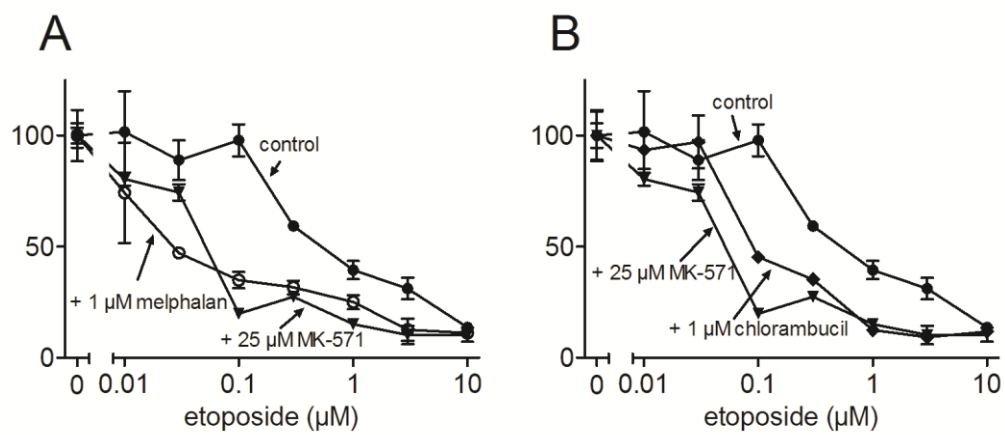 A
B
100
50
0
control
+ 1 µM melphalan
+ 25 µM MK-571
0
0.01
0.1
1
10
etoposide (µM)
100
50
0
control
+ 25 µM MK-571
+ 1 µM chlorambucil
0
0.01
0.1
1
10
etoposide (µM)